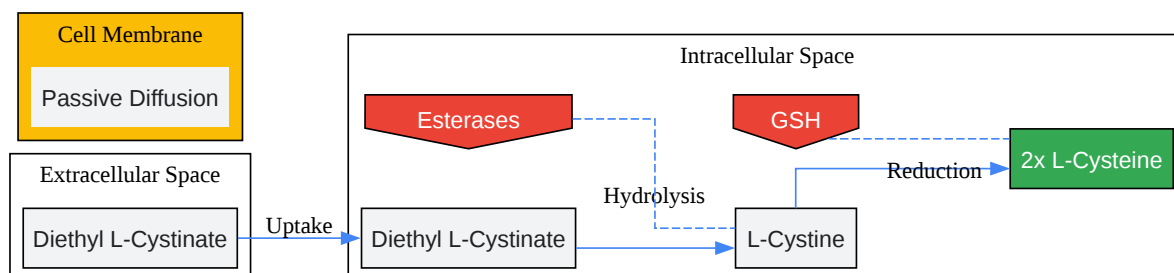 Cell Membrane
Passive Diffusion
Extracellular Space
Diethyl L-Cystinate
Uptake
Intracellular Space
Esterases
GSH
2x L-Cysteine
Reduction
Hydrolysis
Diethyl L-Cystinate
L-Cystine